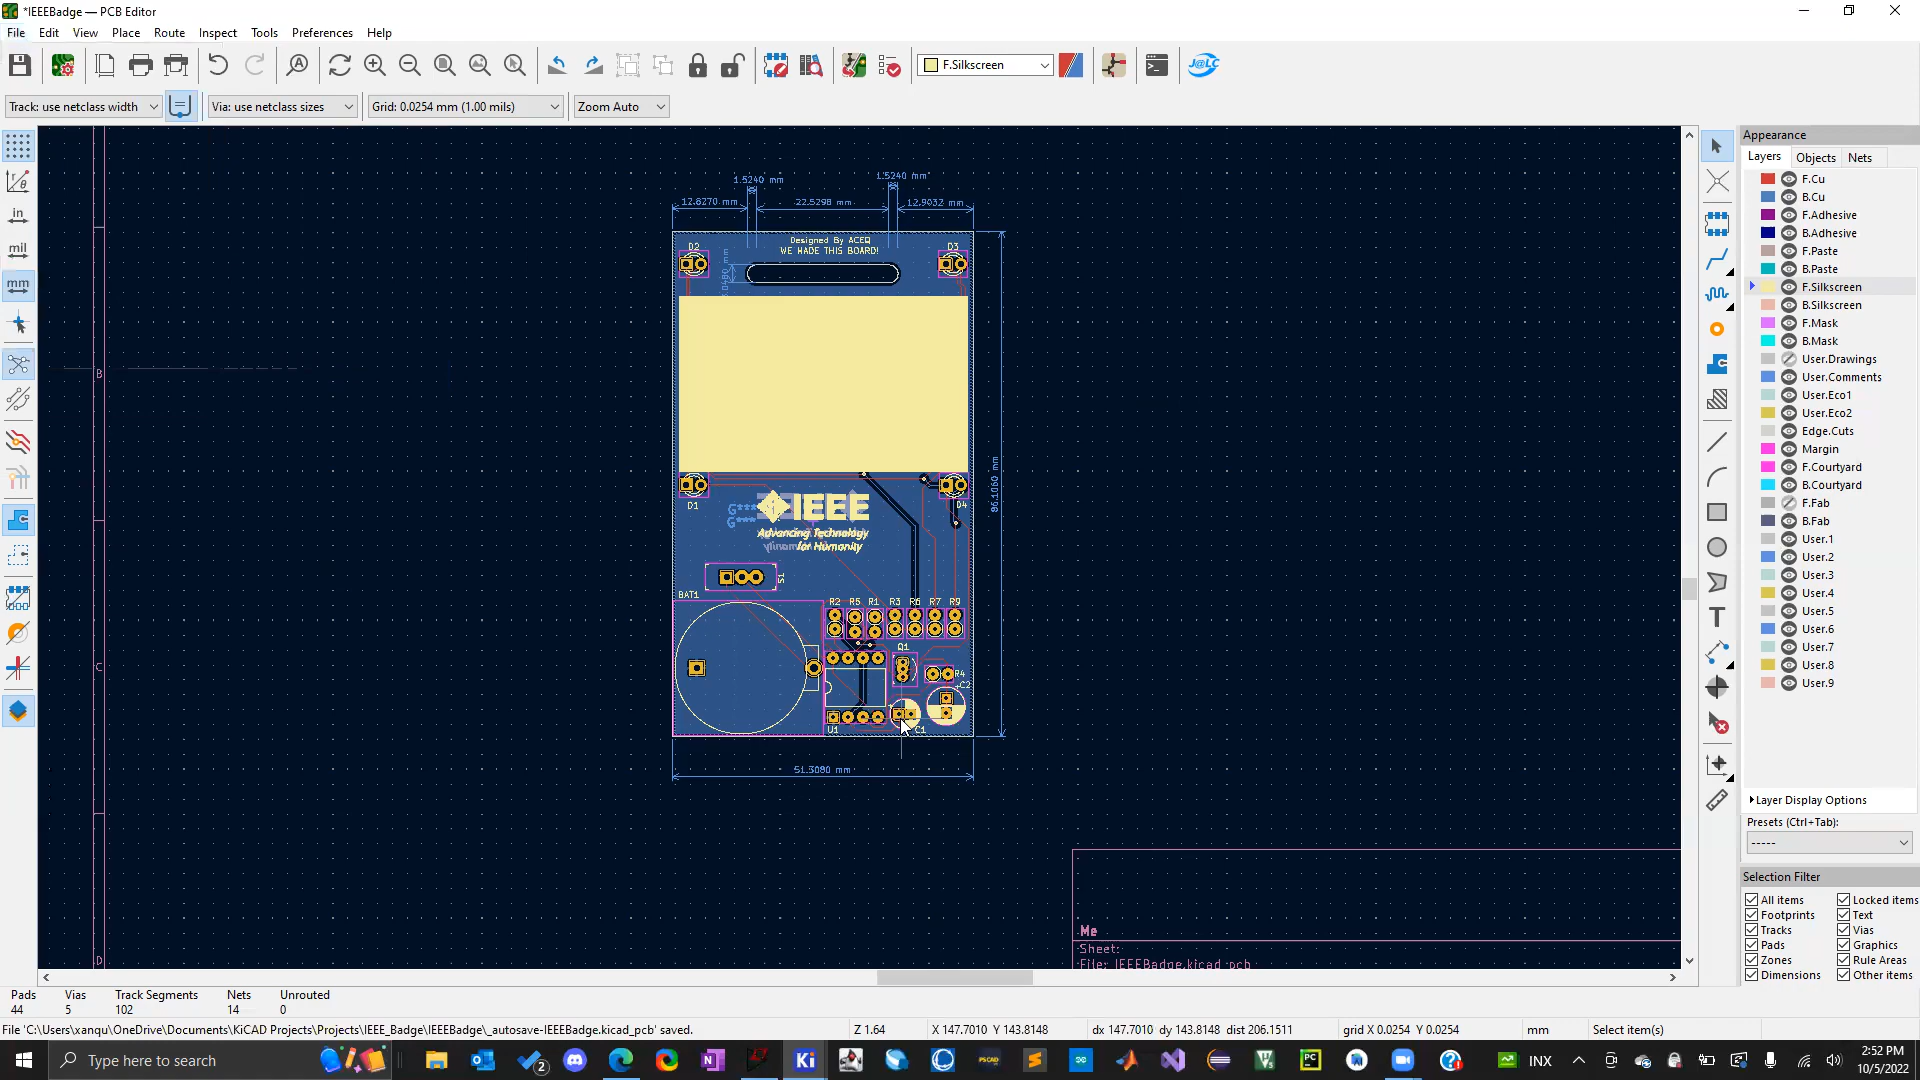 *IEEEBadge — PCB Editor
File Edit View Place Route Inspect Tools Preferences Help
F.Silkscreen
J@LC
Track: use netclass width
Via: use netclass sizes
Grid: 0.0254 mm (1.00 mils)
Zoom Auto
in
mil
mm
B
C
D
1.5240 mm
1.5240 mm
12.8270 mm
22.5298 mm
12.9032 mm
Designed By ACEQ
WE MADE THIS BOARD!
D2
D3
D1
D4
86.1060 mm
G***
G***
IEEE
Advancing Technology
for Humanity
S1
BAT1
R2 R5 R1 R3 R6 R7 R9
Q1
R4
C2
U1
C1
51.3080 mm
Me
Sheet:
File: IEEEBadge.kicad_pcb
Appearance
Layers Objects Nets
F.Cu
B.Cu
F.Adhesive
B.Adhesive
F.Paste
B.Paste
F.Silkscreen
B.Silkscreen
F.Mask
B.Mask
User.Drawings
User.Comments
User.Eco1
User.Eco2
Edge.Cuts
Margin
F.Courtyard
B.Courtyard
F.Fab
B.Fab
User.1
User.2
User.3
User.4
User.5
User.6
User.7
User.8
User.9
Layer Display Options
Presets (Ctrl+Tab):
-----
Selection Filter
All items Locked items
Footprints Text
Tracks Vias
Pads Graphics
Zones Rule Areas
Dimensions Other items
Pads Vias Track Segments Nets Unrouted
44 5 102 14 0
File 'C:\Users\xanqu\OneDrive\Documents\KiCAD Projects\Projects\IEEE_Badge\IEEEBadge\_autosave-IEEEBadge.kicad_pcb' saved.
Z 1.64
X 147.7010 Y 143.8148
dx 147.7010 dy 143.8148 dist 206.1511
grid X 0.0254 Y 0.0254
mm
Select item(s)
Type here to search
2
N
Ki
PSCAD
PC
INX
2:52 PM
10/5/2022